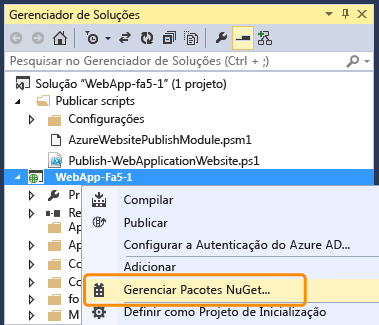 Gerenciador de Soluções
Pesquisar no Gerenciador de Soluções (Ctrl + ;)
Solução "WebApp-fa5-1" (1 projeto)
Publicar scripts
Configurações
AzureWebsitePublishModule.psm1
Publish-WebApplicationWebsite.ps1
WebApp-Fa5-1
Pr
Compilar
Re
Publicar
Ap
Configurar a Autenticação do Azure AD...
Ap
Adicionar
Co
Co
Gerenciar Pacotes NuGet...
fo
M
Definir como Projeto de Inicialização